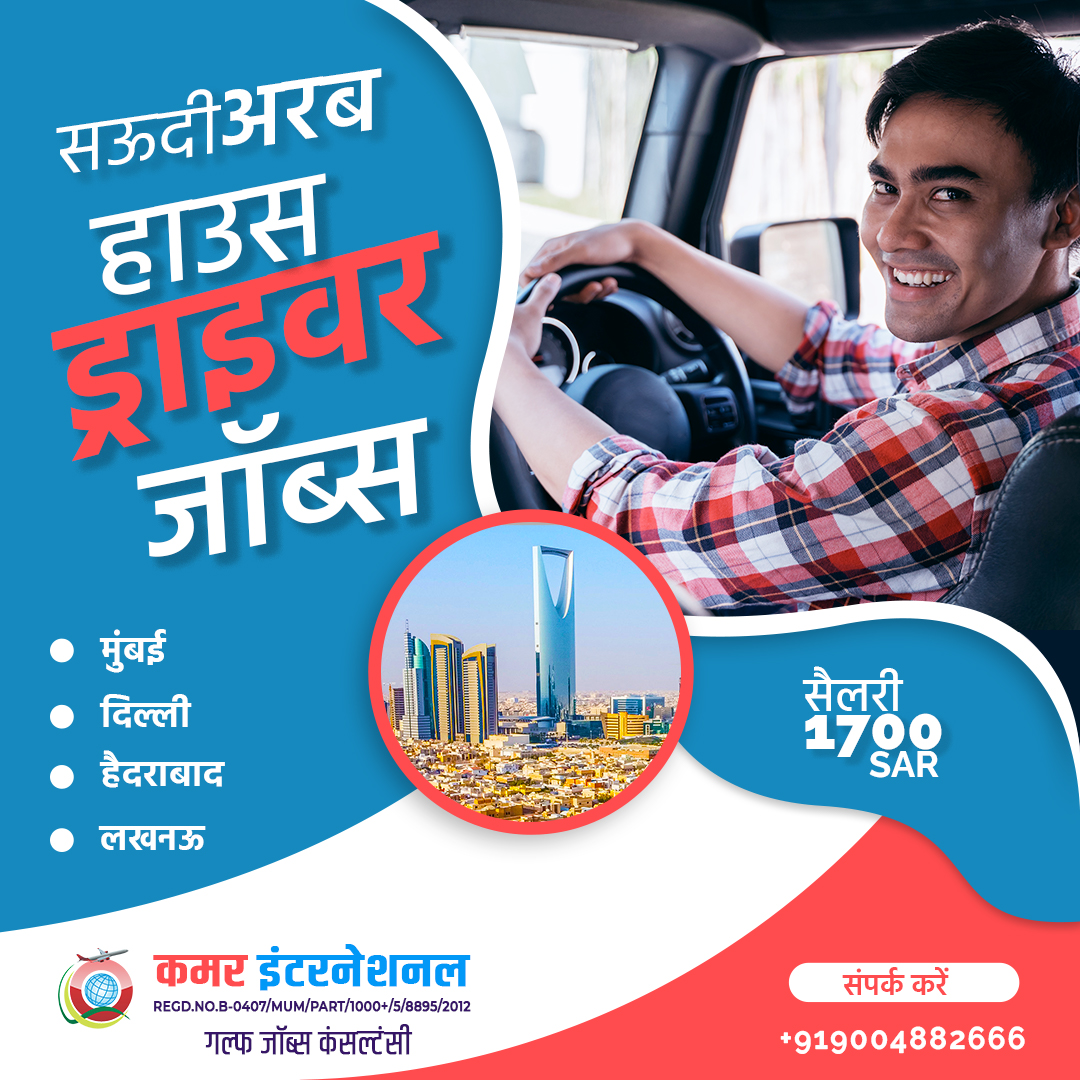 सऊदी अरब
हाउस
ड्राइवर
जॉब्स
मुंबई
दिल्ली
हैदराबाद
लखनऊ
सैलरी
1700
SAR
कमर इंटरनेशनल
REGD.NO.B-0407/MUM/PART/1000+/5/8895/2012
गल्फ जॉब्स कंसल्टंसी
संपर्क करें
+919004882666